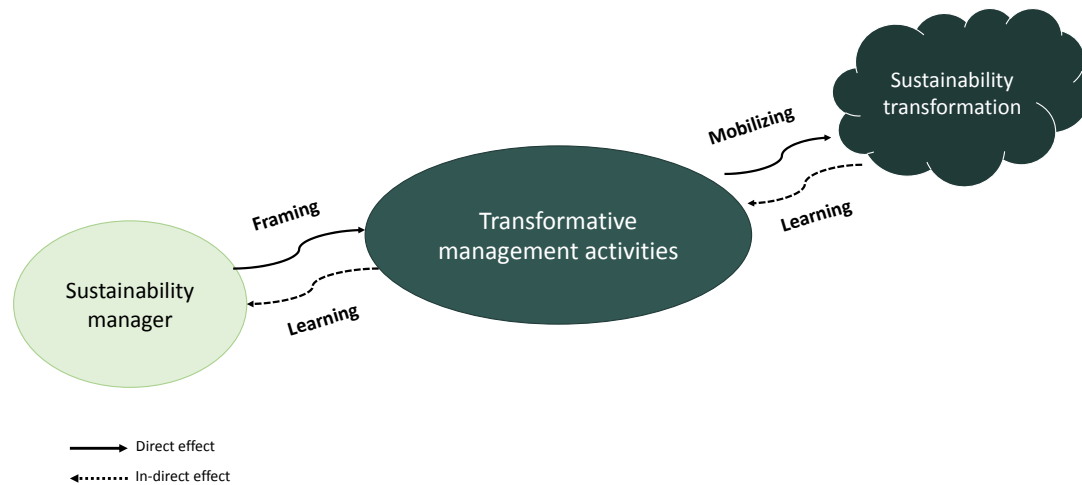 Sustainability
transformation
Mobilizing
Learning
Framing
Transformative
management activities
Learning
Sustainability
manager
Direct effect
In-direct effect